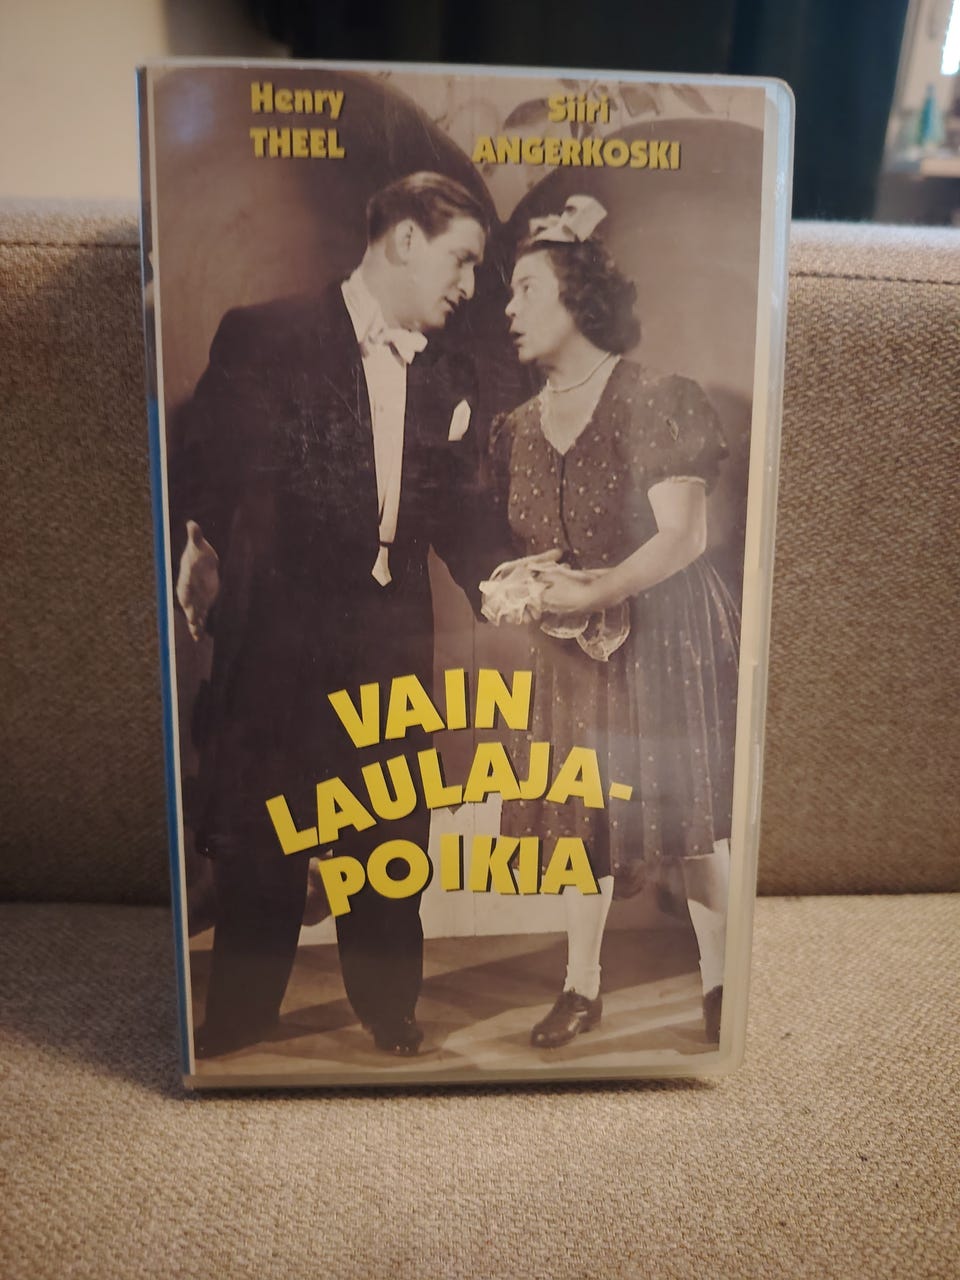 Henry
THEEL
Siiri
ANGERKOSKI
VAIN
LAULAJA-
POIKIA